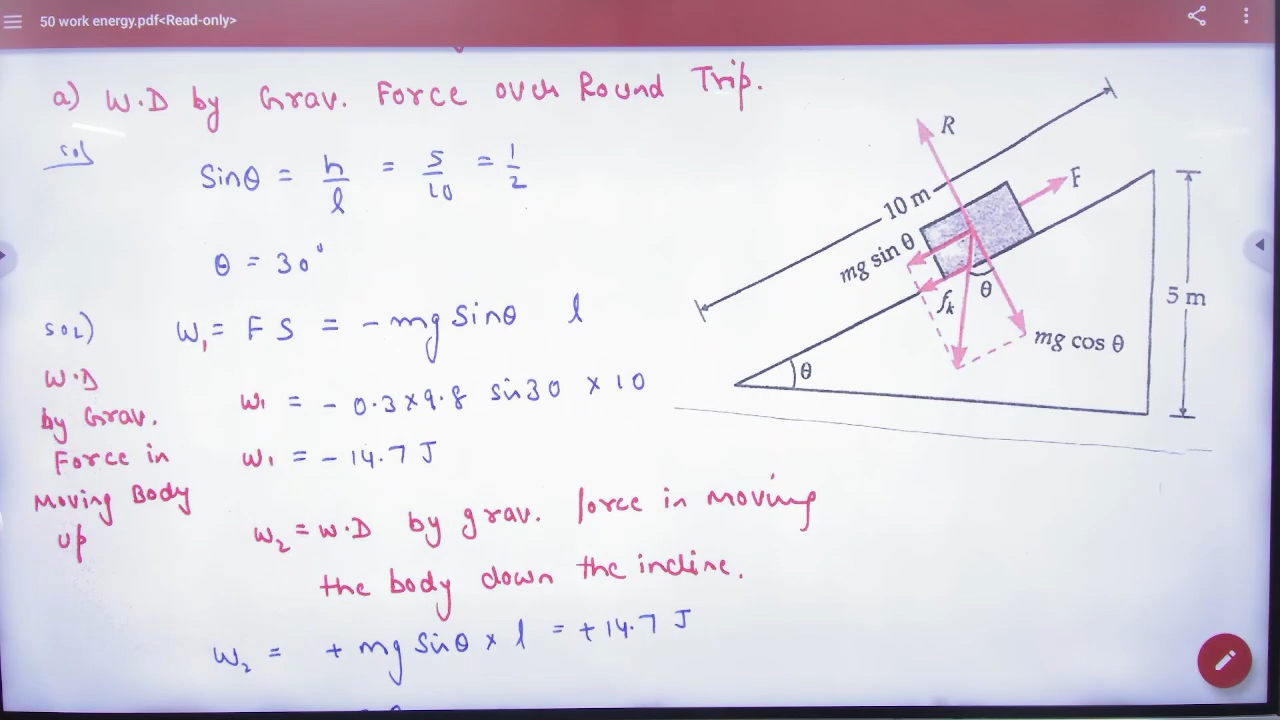 50 work energy.pdf<Read-only>
a) W.D by Grav. Force over Round Trip.
Sol
Sinθ = h/l = 5/10 = 1/2
θ = 30°
Sol)
W₁ = F S = - mg Sinθ l
W.D
by Grav.
Force in
Moving Body
up
W₁ = - 0.3×9.8 sin30 × 10
W₁ = - 14.7 J
W₂ = W.D by grav. force in moving
the body down the incline.
W₂ = + mg Sinθ × l = + 14.7 J
R
F
10 m
mg sin θ
fk
θ
mg cos θ
θ
5 m